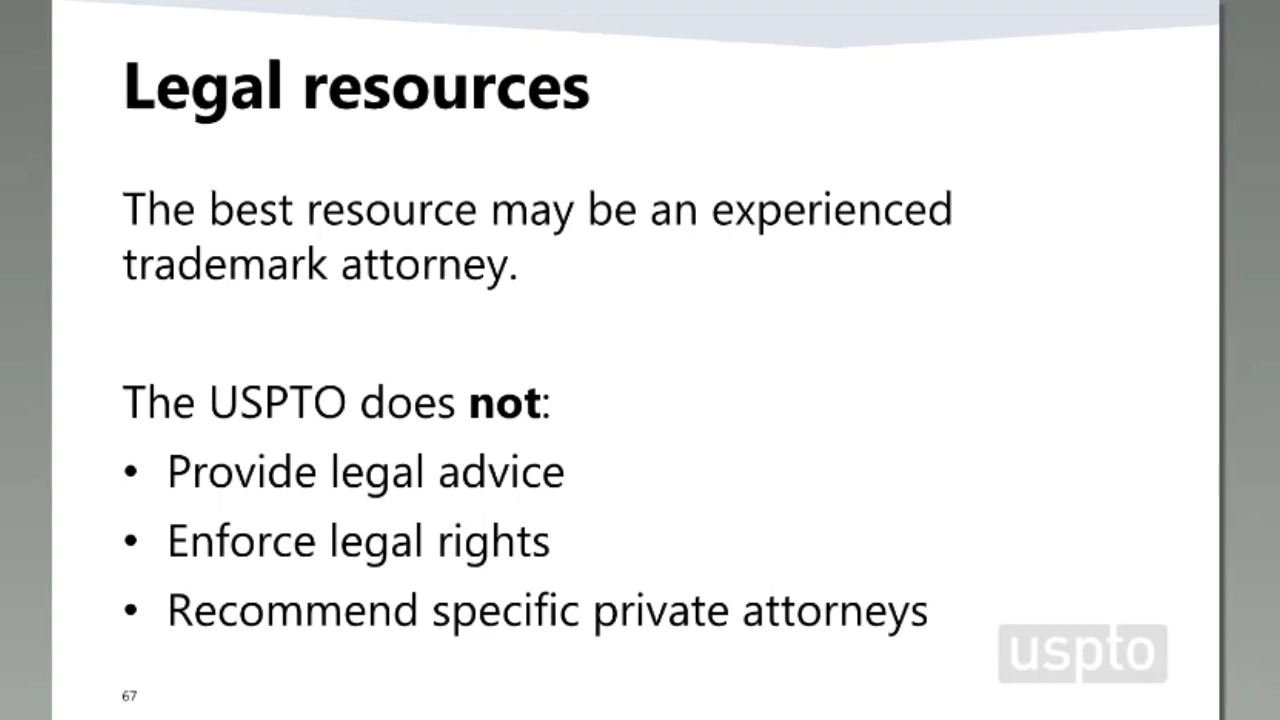 Legal resources
The best resource may be an experienced
trademark attorney.
The USPTO does not:
• Provide legal advice
• Enforce legal rights
• Recommend specific private attorneys
uspto
67